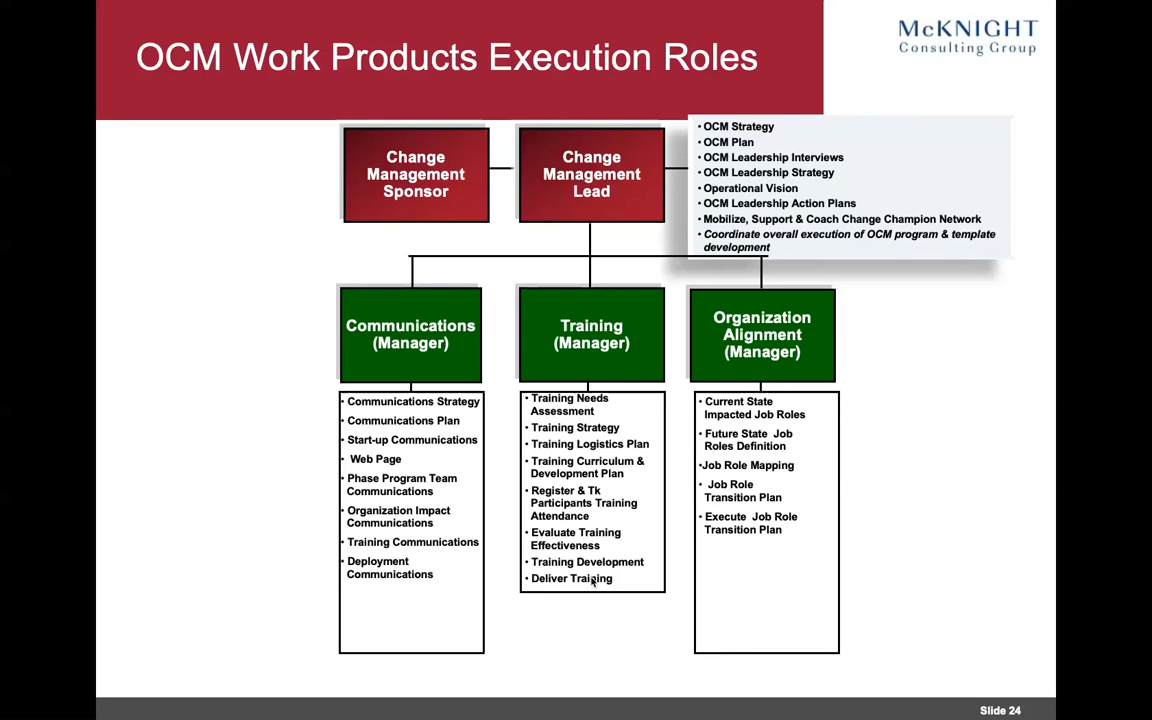 OCM Work Products Execution Roles
McKNIGHT
Consulting Group
Change
Management
Sponsor
Change
Management
Lead
• OCM Strategy
• OCM Plan
• OCM Leadership Interviews
• OCM Leadership Strategy
• Operational Vision
• OCM Leadership Action Plans
• Mobilize, Support & Coach Change Champion Network
• Coordinate overall execution of OCM program & template
development
Communications
(Manager)
Training
(Manager)
Organization
Alignment
(Manager)
• Communications Strategy
• Communications Plan
• Start-up Communications
• Web Page
• Phase Program Team
Communications
• Organization Impact
Communications
• Training Communications
• Deployment
Communications
• Training Needs
Assessment
• Training Strategy
• Training Logistics Plan
• Training Curriculum &
Development Plan
• Register & Tk
Participants Training
Attendance
• Evaluate Training
Effectiveness
• Training Development
• Deliver Training
• Current State
Impacted Job Roles
• Future State Job
Roles Definition
•Job Role Mapping
• Job Role
Transition Plan
• Execute Job Role
Transition Plan
Slide 24